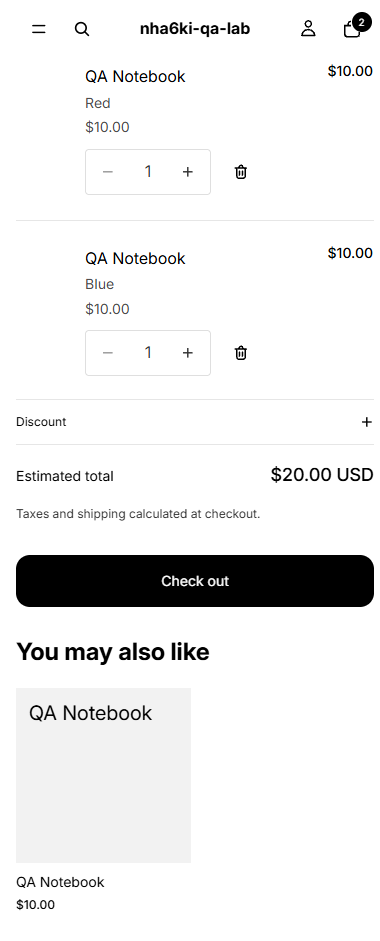 nha6ki-qa-lab
2
QA Notebook
$10.00
Red
$10.00
− 1 +
QA Notebook
$10.00
Blue
$10.00
− 1 +
Discount +
Estimated total $20.00 USD
Taxes and shipping calculated at checkout.
Check out
You may also like
QA Notebook
QA Notebook
$10.00